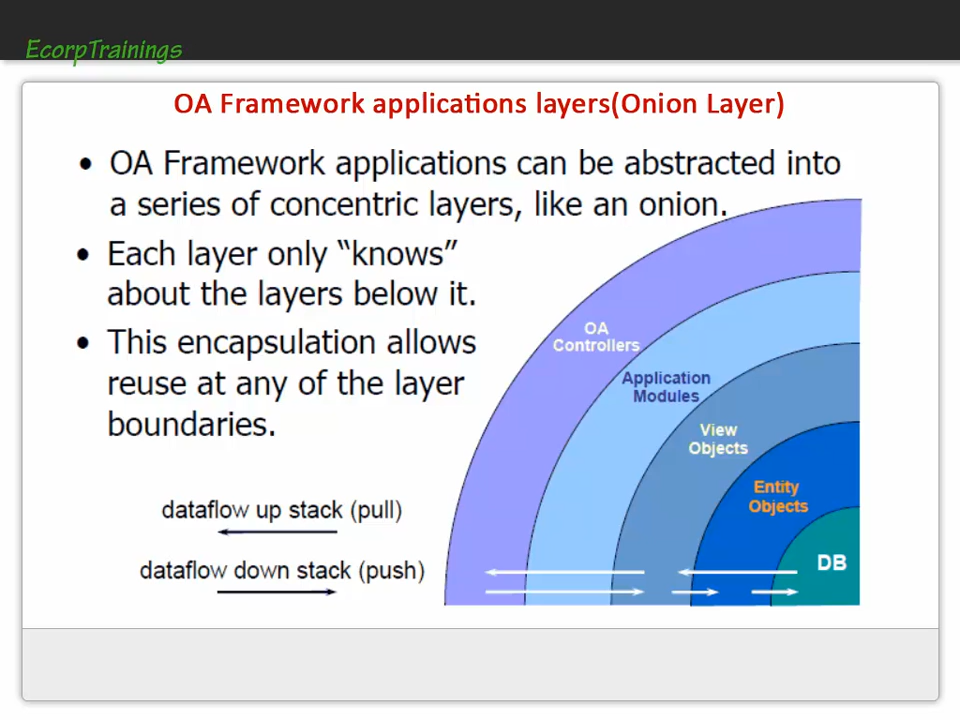 EcorpTrainings
OA Framework applications layers(Onion Layer)
• OA Framework applications can be abstracted into
a series of concentric layers, like an onion.
• Each layer only “knows”
about the layers below it.
• This encapsulation allows
reuse at any of the layer
boundaries.
OA
Controllers
Application
Modules
View
Objects
Entity
Objects
DB
dataflow up stack (pull)
dataflow down stack (push)